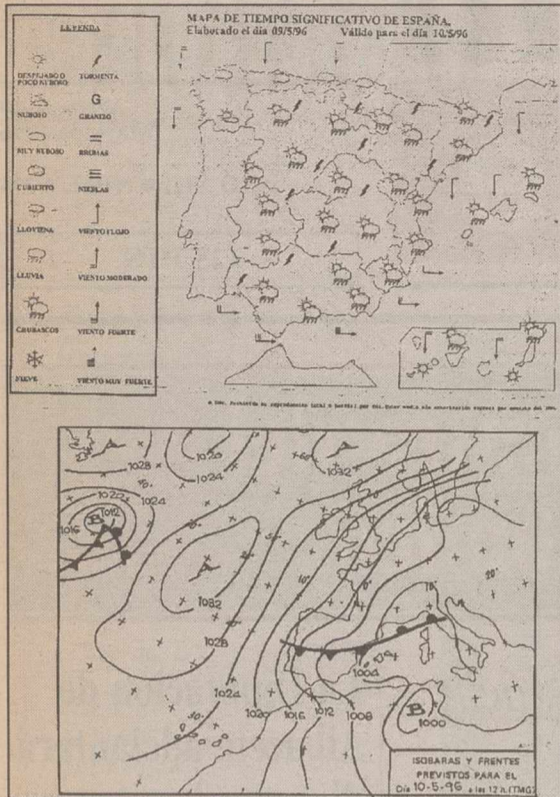 MAPA DE TIEMPO SIGNIFICATIVO DE ESPAÑA.
Elaborado el día 09/5/96 Válido para el día 10/5/96
LEYENDA
DESPEJADO O POCO NUBOSO
TORMENTA
NUBOSO
G
GRANIZO
MUY NUBOSO
BRUMAS
CUBIERTO
NIEBLAS
LLOVIZNA
VIENTO FLOJO
LLUVIA
VIENTO MODERADO
CHUBASCOS
VIENTO FUERTE
NIEVE
VIENTO MUY FUERTE
1028
1024
1024
1032
1020
1024
1016
1012
B
A
A
A
1032
1028
1024
1020
1016
1012
1008
1004
B
1000
ISOBARAS Y FRENTES
PREVISTOS PARA EL
Día 10-5-96 a las 12 h. (TMG)